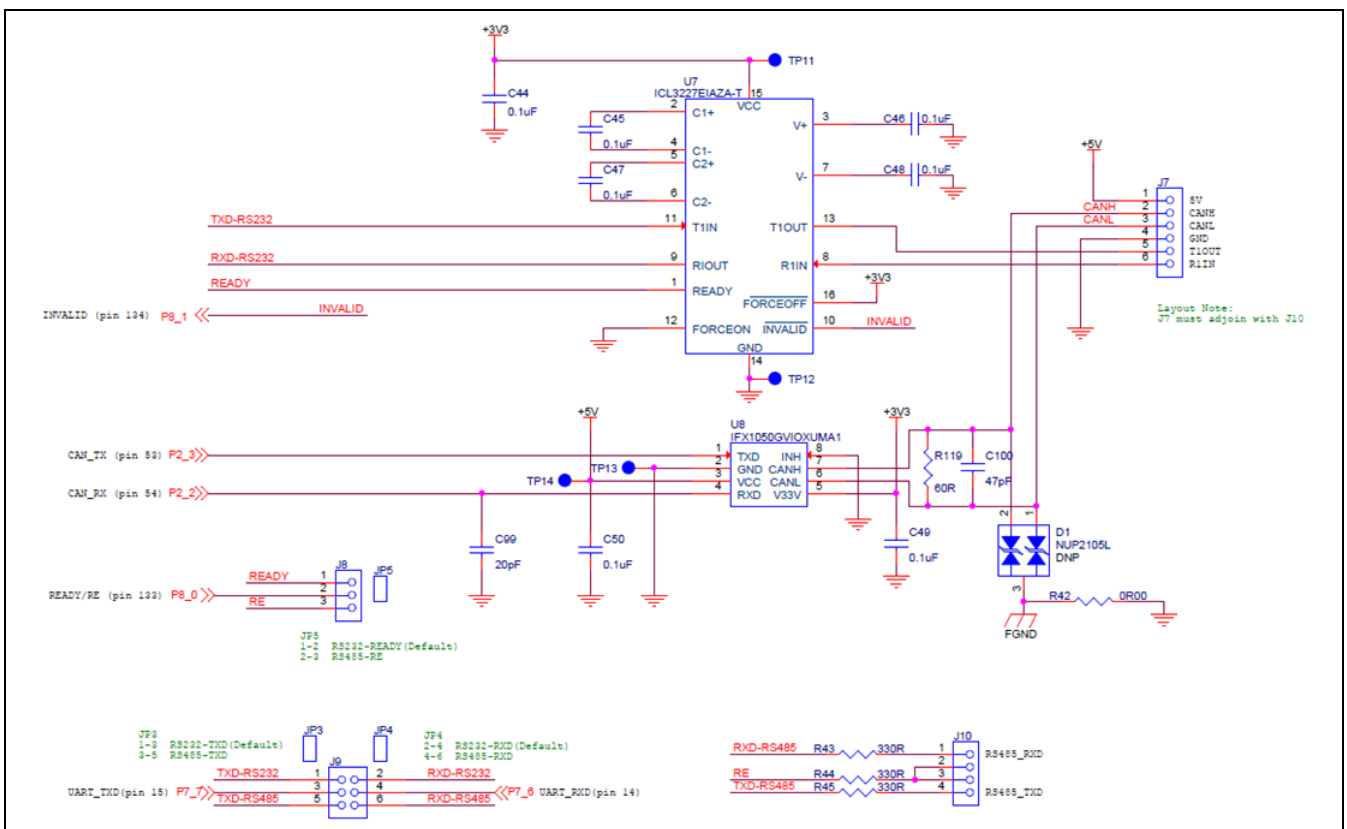 +3V3
TP11
C44
0.1uF
U7
ICL3227EIAZA-T
15
VCC
2 C1+
C45
0.1uF
4 C1-
5 C2+
C47
0.1uF
6 C2-
V+ 3 C46 0.1uF
V- 7 C48 0.1uF
TXD-RS232 11 T1IN
T1OUT 13
RXD-RS232 9 RIOUT
R1IN 8
READY 1 READY
+3V3
FORCEOFF 16
INVALID (pin 134) P8_1 INVALID
12 FORCEON
INVALID 10 INVALID
GND
14
TP12
+5V
J7
1 5V
CANH 2 CANH
CANL 3 CANL
4 GND
5 T1OUT
6 R1IN
Layout Note:
J7 must adjoin with J10
+5V
+3V3
U8
IFX1050GVIOXUMA1
CAN_TX (pin 53) P2_3
1 TXD INH 8
TP13 2 GND CANH 7
TP14 3 VCC CANL 6
CAN_RX (pin 54) P2_2
4 RXD V33V 5
R119
60R
C100
47pF
C99
20pF
C50
0.1uF
C49
0.1uF
2 1
D1
NUP2105L
DNP
3
R42 0R00
FGND
J8
JP5
READY 1
READY/RE (pin 133) P8_0 2
RE 3
JP5
1-2 RS232-READY(Default)
2-3 RS485-RE
JP3
1-3 RS232-TXD(Default)
3-5 RS485-TXD
JP3
JP4
JP4
2-4 RS232-RXD(Default)
4-6 RS485-RXD
J9
TXD-RS232 1 2 RXD-RS232
UART_TXD(pin 15) P7_7 3 4 P7_6 UART_RXD(pin 14)
TXD-RS485 5 6 RXD-RS485
J10
RXD-RS485 R43 330R 1 RS485_RXD
2
RE R44 330R 3
TXD-RS485 R45 330R 4 RS485_TXD